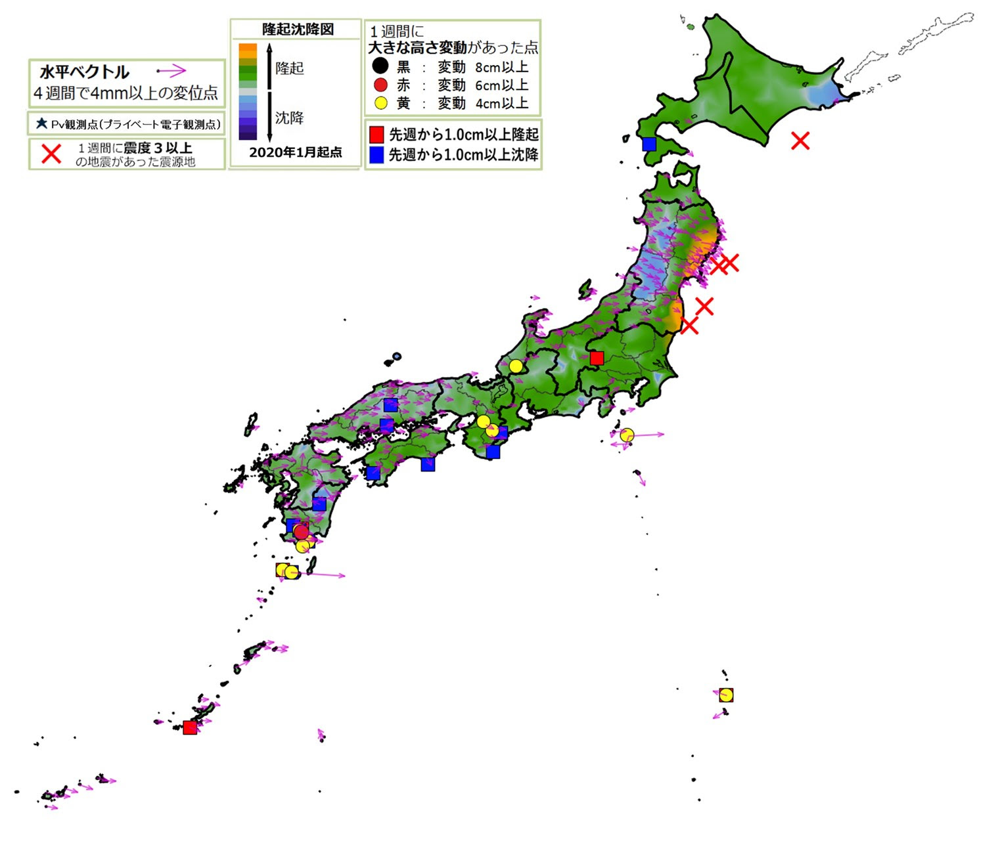 水平ベクトル
４週間で4mm以上の変位点
★ Pv観測点(プライベート電子観測点)
１週間に震度３以上
の地震があった震源地
隆起沈降図
隆起
沈降
2020年1月起点
１週間に
大きな高さ変動があった点
黒 ： 変動 8cm以上
赤 ： 変動 6cm以上
黄 ： 変動 4cm以上
先週から1.0cm以上隆起
先週から1.0cm以上沈降